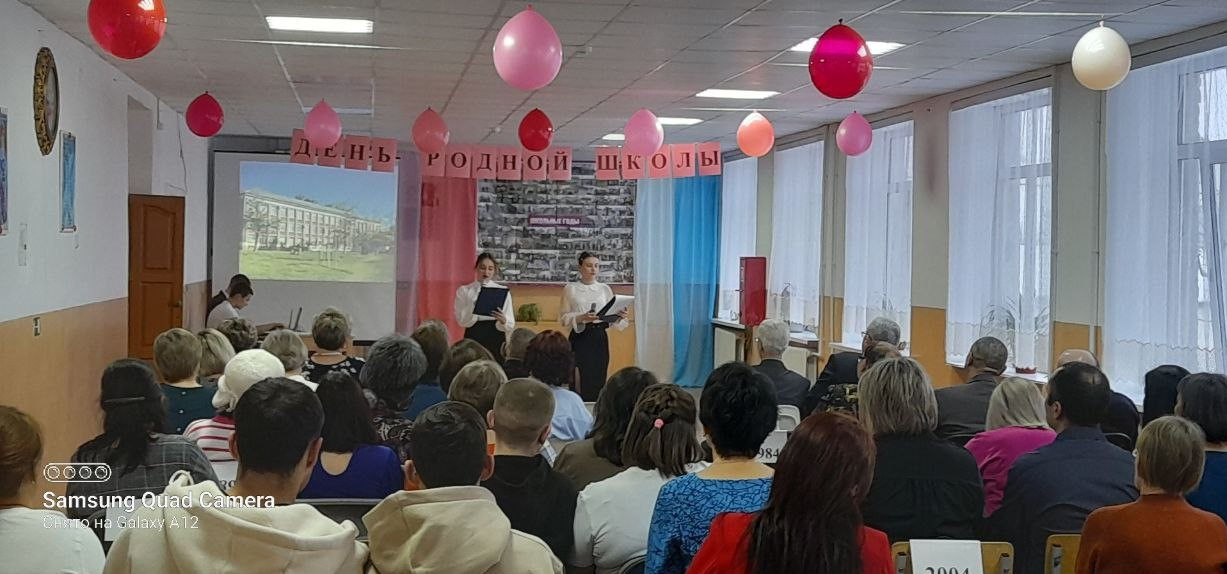 ДЕНЬ РОДНОЙ ШКОЛЫ
ШКОЛЬНЫЕ ГОДЫ
1984
2004
Samsung Quad Camera
Снято на Galaxy A12